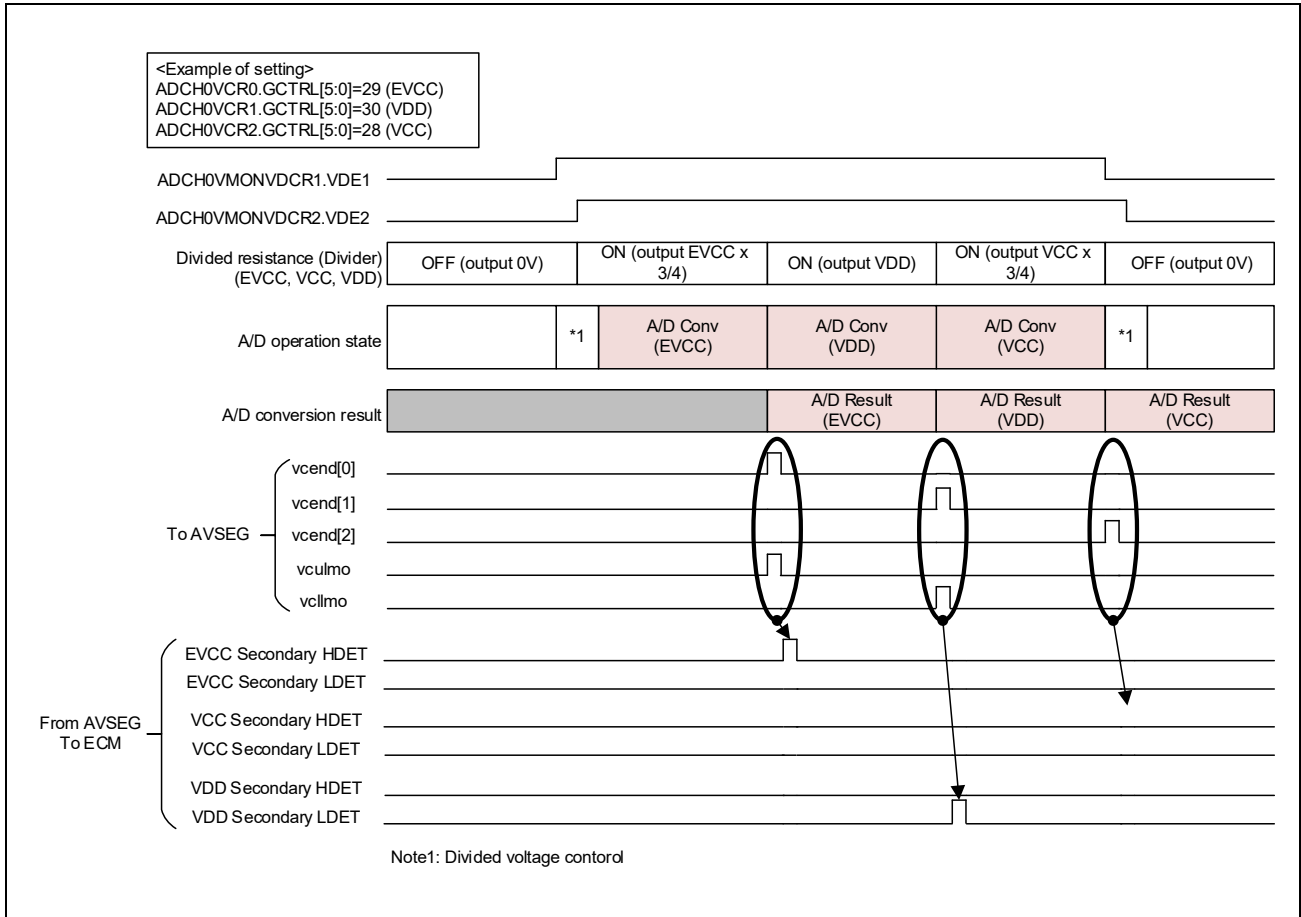 <Example of setting>
ADCH0VCR0.GCTRL[5:0]=29 (EVCC)
ADCH0VCR1.GCTRL[5:0]=30 (VDD)
ADCH0VCR2.GCTRL[5:0]=28 (VCC)
ADCH0VMONVDCR1.VDE1
ADCH0VMONVDCR2.VDE2
Divided resistance (Divider)
(EVCC, VCC, VDD)
OFF (output 0V)
ON (output EVCC x
3/4)
ON (output VDD)
ON (output VCC x
3/4)
OFF (output 0V)
A/D operation state
*1
A/D Conv
(EVCC)
A/D Conv
(VDD)
A/D Conv
(VCC)
*1
A/D conversion result
A/D Result
(EVCC)
A/D Result
(VDD)
A/D Result
(VCC)
To AVSEG
vcend[0]
vcend[1]
vcend[2]
vculmo
vcllmo
From AVSEG
To ECM
EVCC Secondary HDET
EVCC Secondary LDET
VCC Secondary HDET
VCC Secondary LDET
VDD Secondary HDET
VDD Secondary LDET
Note1: Divided voltage contorol